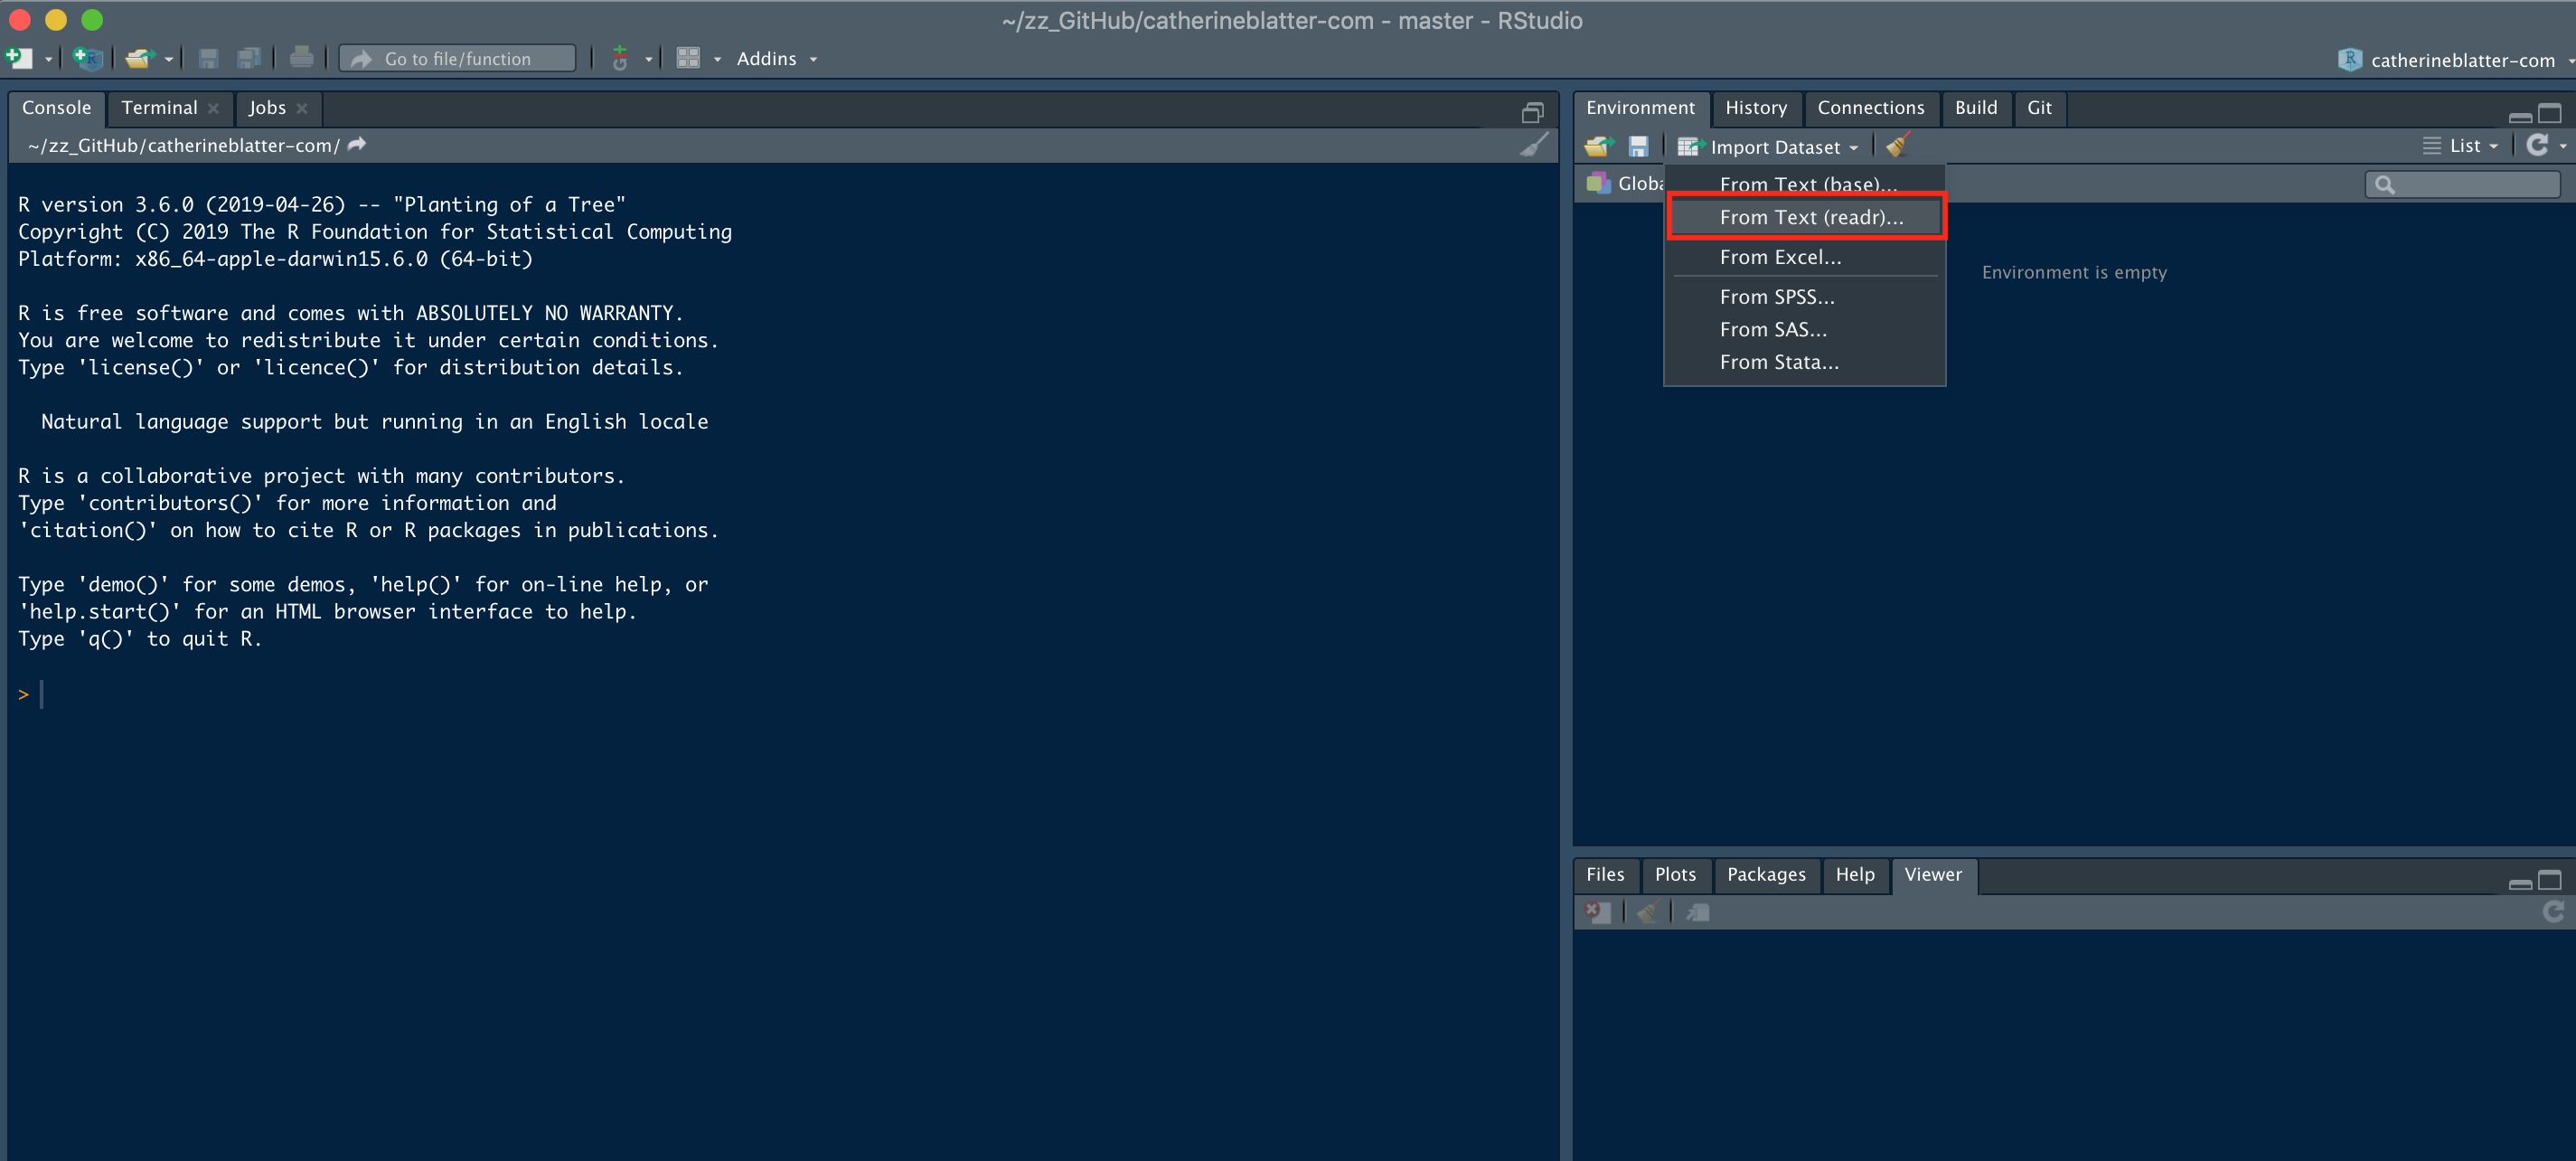 ~/zz_GitHub/catherineblatter-com - master - RStudio
Go to file/function
Addins
catherineblatter-com
Console
Terminal
Jobs
~/zz_GitHub/catherineblatter-com/
R version 3.6.0 (2019-04-26) -- "Planting of a Tree"
Copyright (C) 2019 The R Foundation for Statistical Computing
Platform: x86_64-apple-darwin15.6.0 (64-bit)
R is free software and comes with ABSOLUTELY NO WARRANTY.
You are welcome to redistribute it under certain conditions.
Type 'license()' or 'licence()' for distribution details.
Natural language support but running in an English locale
R is a collaborative project with many contributors.
Type 'contributors()' for more information and
'citation()' on how to cite R or R packages in publications.
Type 'demo()' for some demos, 'help()' for on-line help, or
'help.start()' for an HTML browser interface to help.
Type 'q()' to quit R.
>
Environment
History
Connections
Build
Git
Import Dataset
List
Globa
From Text (base)...
From Text (readr)...
From Excel...
From SPSS...
From SAS...
From Stata...
Environment is empty
Files
Plots
Packages
Help
Viewer